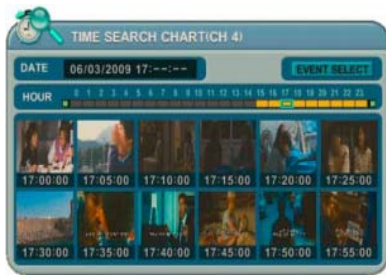 TIME SEARCH CHART(CH 4)
DATE 06/03/2009 17:--:-- EVENT SELECT
HOUR 0 1 2 3 4 5 6 7 8 9 10 11 12 13 14 15 16 17 18 19 20 21 22 23
17:00:00 17:05:00 17:10:00 17:15:00 17:20:00 17:25:00
17:30:00 17:35:00 17:40:00 17:45:00 17:50:00 17:55:00